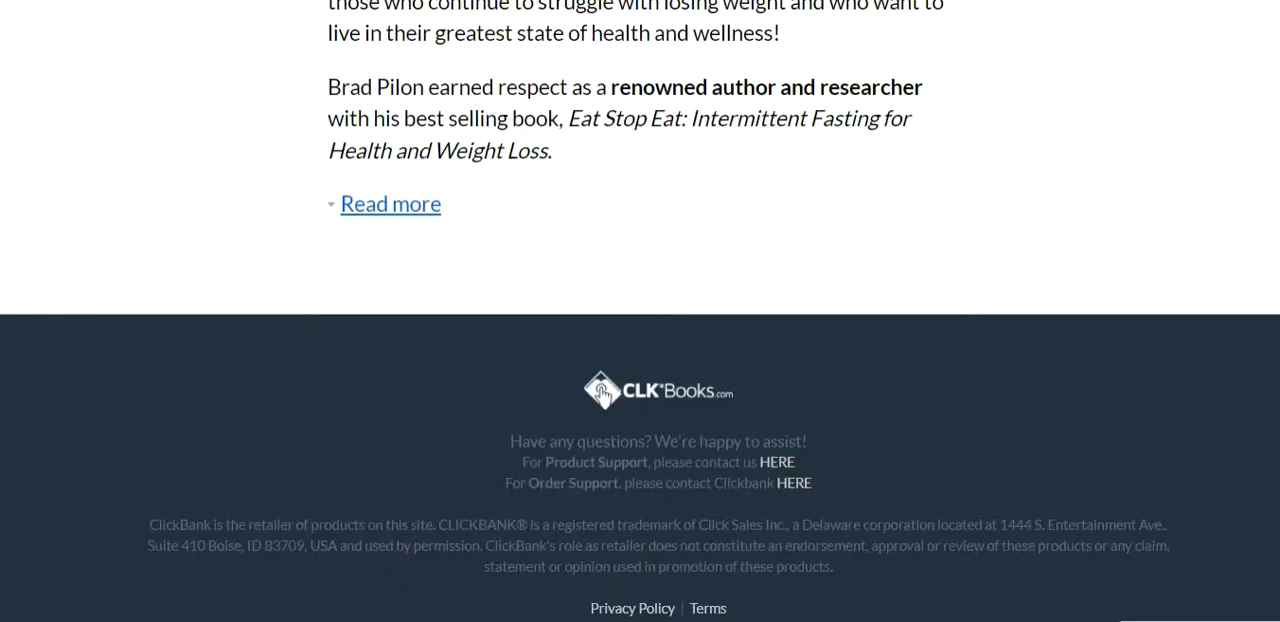 those who continue to struggle with losing weight and who want to
live in their greatest state of health and wellness!
Brad Pilon earned respect as a renowned author and researcher
with his best selling book, Eat Stop Eat: Intermittent Fasting for
Health and Weight Loss.
Read more
CLK®Books.com
Have any questions? We're happy to assist!
For Product Support, please contact us HERE
For Order Support, please contact Clickbank HERE
ClickBank is the retailer of products on this site. CLICKBANK® is a registered trademark of Click Sales Inc., a Delaware corporation located at 1444 S. Entertainment Ave.,
Suite 410 Boise, ID 83709, USA and used by permission. ClickBank's role as retailer does not constitute an endorsement, approval or review of these products or any claim,
statement or opinion used in promotion of these products.
Privacy Policy | Terms